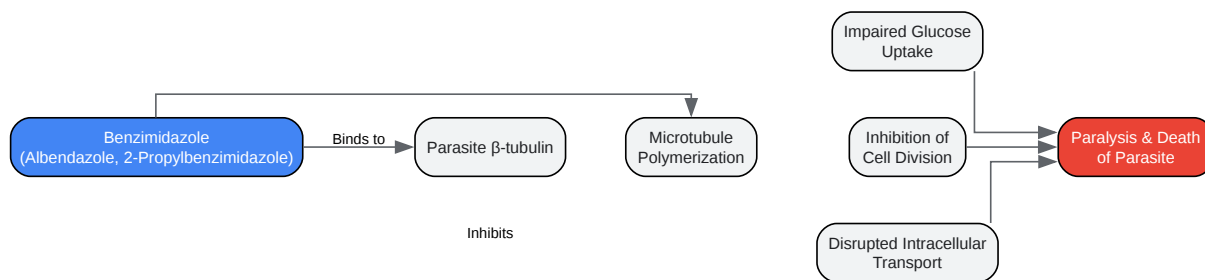 Benzimidazole
(Albendazole, 2-Propylbenzimidazole)
Binds to
Parasite β-tubulin
Inhibits
Microtubule
Polymerization
Impaired Glucose
Uptake
Inhibition of
Cell Division
Disrupted Intracellular
Transport
Paralysis & Death
of Parasite